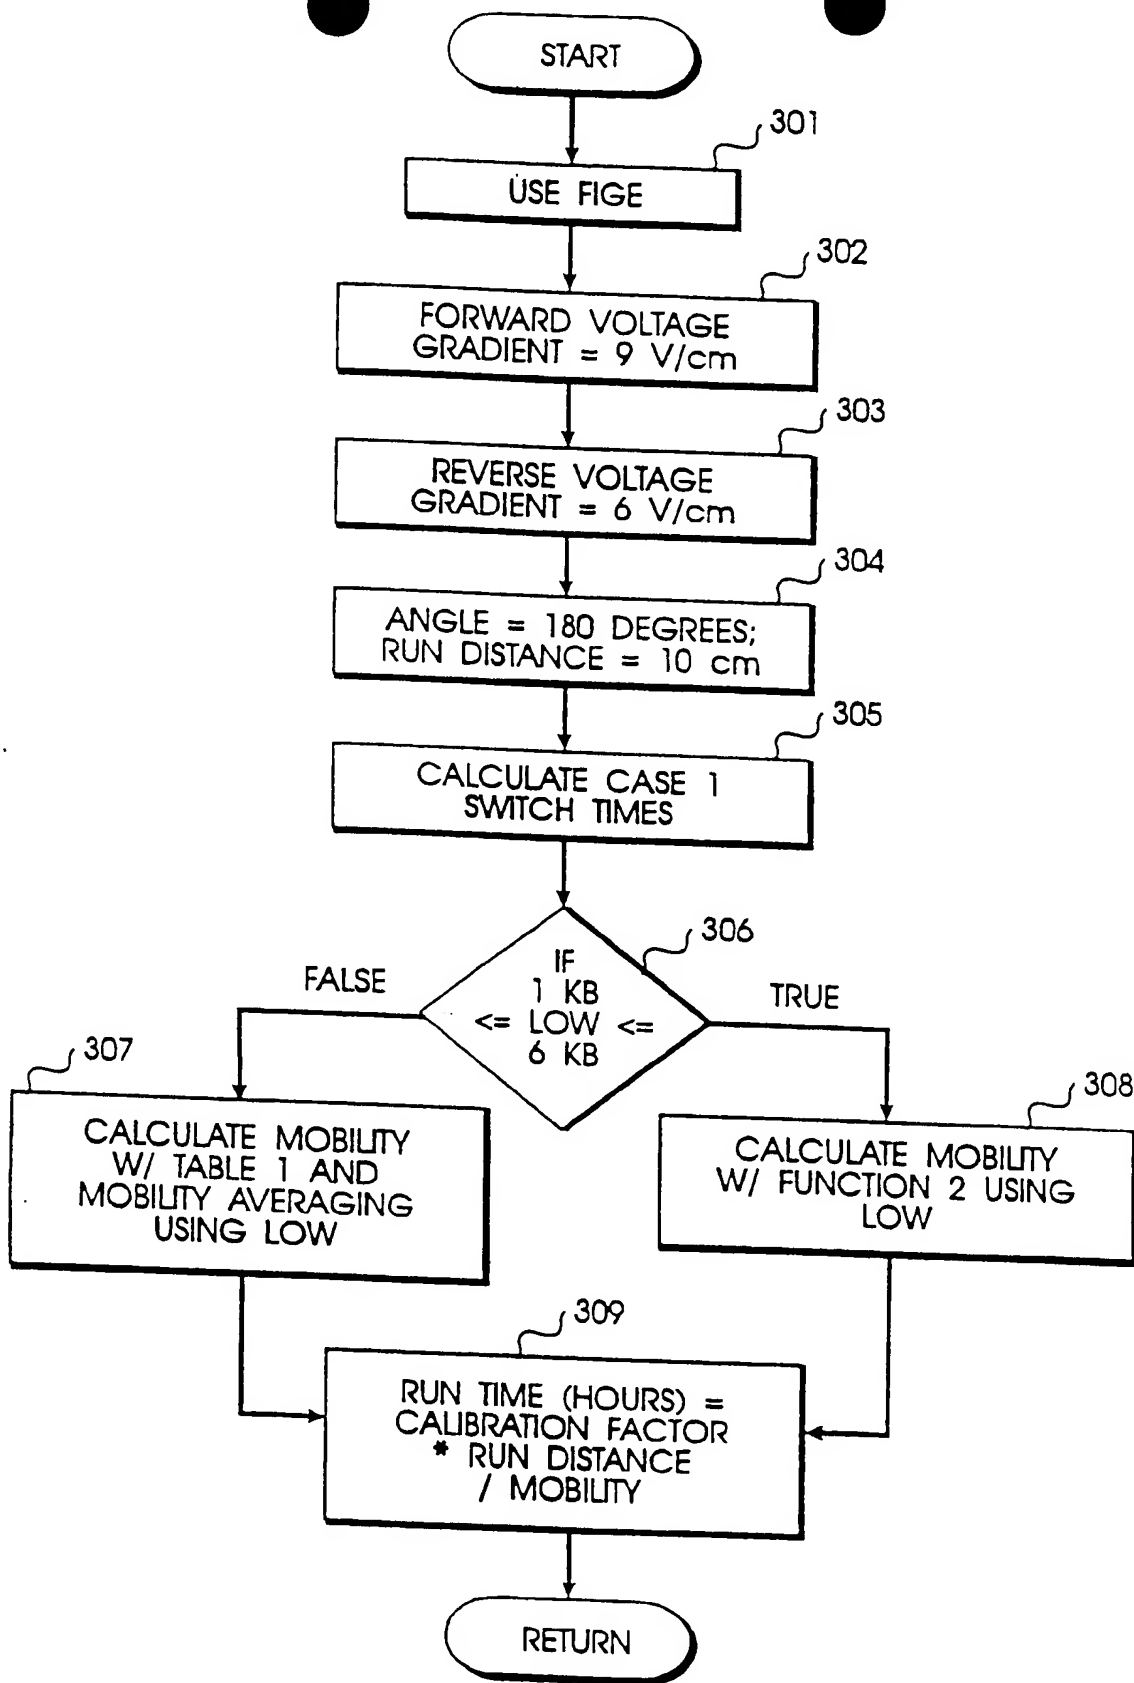 START
301
USE FIGE
302
FORWARD VOLTAGE
GRADIENT = 9 V/cm
303
REVERSE VOLTAGE
GRADIENT = 6 V/cm
304
ANGLE = 180 DEGREES;
RUN DISTANCE = 10 cm
305
CALCULATE CASE 1
SWITCH TIMES
306
IF
1 KB
<= LOW <=
6 KB
FALSE
TRUE
307
CALCULATE MOBILITY
W/ TABLE 1 AND
MOBILITY AVERAGING
USING LOW
308
CALCULATE MOBILITY
W/ FUNCTION 2 USING
LOW
309
RUN TIME (HOURS) =
CALIBRATION FACTOR
* RUN DISTANCE
/ MOBILITY
RETURN